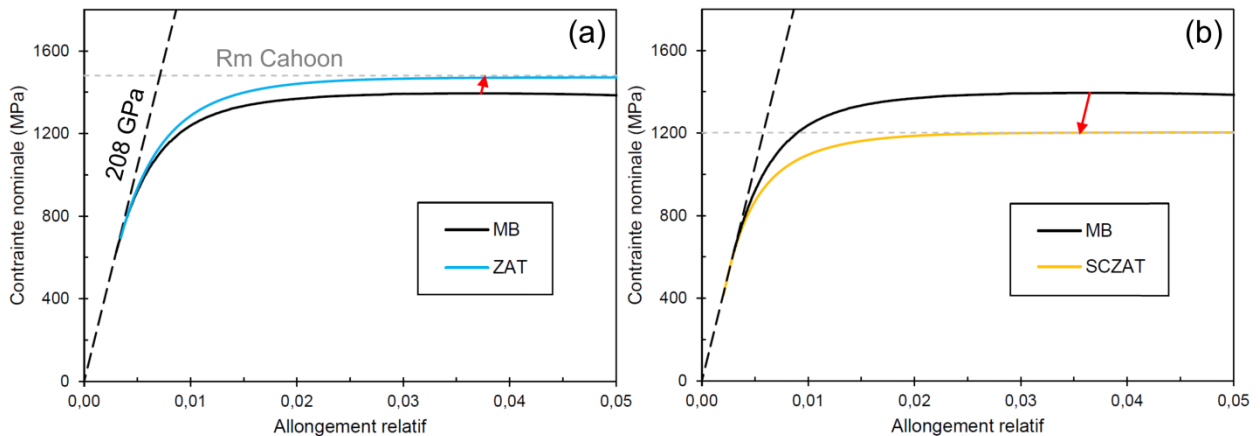 (a)
Rm Cahoon
208 GPa
Contrainte nominale (MPa)
1600
1200
800
400
0
MB
ZAT
0,00
0,01
0,02
0,03
0,04
0,05
Allongement relatif
(b)
Contrainte nominale (MPa)
1600
1200
800
400
0
MB
SCZAT
0,00
0,01
0,02
0,03
0,04
0,05
Allongement relatif